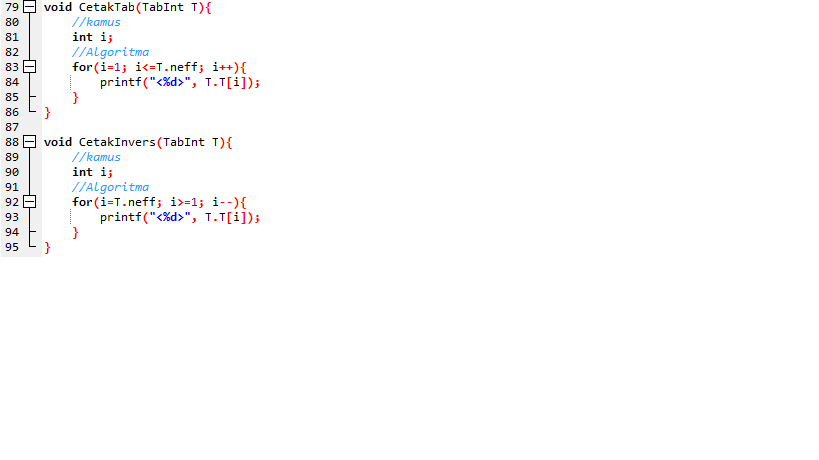 79 void CetakTab(TabInt T){
80 //kamus
81 int i;
82 //Algoritma
83 for(i=1; i<=T.neff; i++){
84 printf("<%d>", T.T[i]);
85 }
86 }
87
88 void CetakInvers(TabInt T){
89 //kamus
90 int i;
91 //Algoritma
92 for(i=T.neff; i>=1; i--){
93 printf("<%d>", T.T[i]);
94 }
95 }